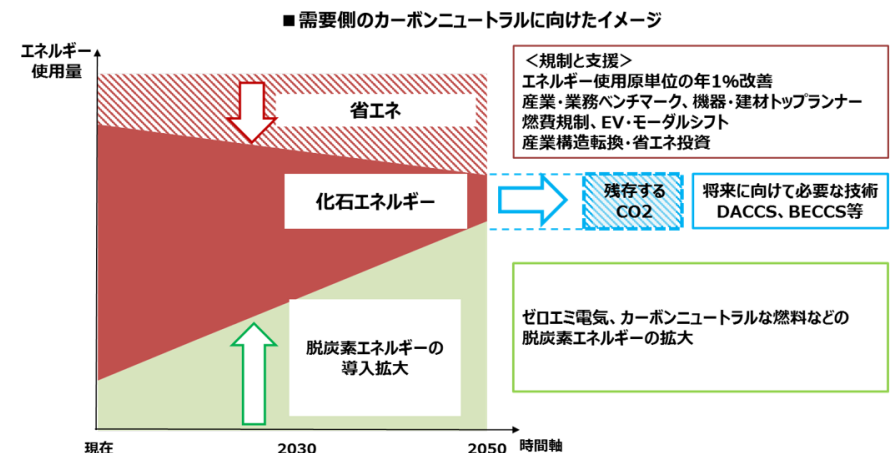 ■需要側のカーボンニュートラルに向けたイメージ
エネルギー
使用量
省エネ
化石エネルギー
脱炭素エネルギーの
導入拡大
現在
2030
2050
時間軸
＜規制と支援＞
エネルギー使用原単位の年1%改善
産業・業務ベンチマーク、機器・建材トップランナー
燃費規制、EV・モーダルシフト
産業構造転換・省エネ投資
残存する
CO2
将来に向けて必要な技術
DACCS、BECCS等
ゼロエミ電気、カーボンニュートラルな燃料などの
脱炭素エネルギーの拡大